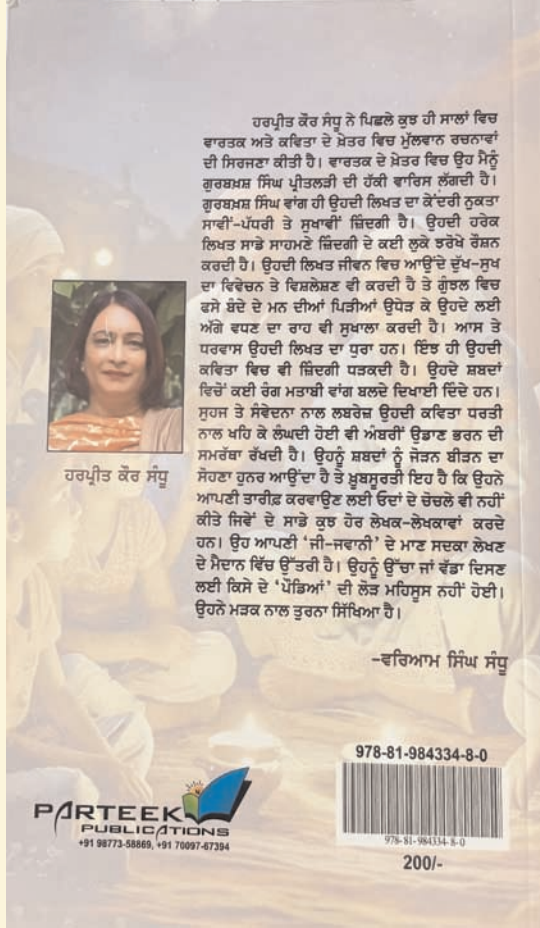 ਹਰਪ੍ਰੀਤ ਕੌਰ ਸੰਧੂ ਨੇ ਪਿਛਲੇ ਕੁਝ ਹੀ ਸਾਲਾਂ ਵਿਚ
ਵਾਰਤਕ ਅਤੇ ਕਵਿਤਾ ਦੇ ਖ਼ੇਤਰ ਵਿਚ ਮੁੱਲਵਾਨ ਰਚਨਾਵਾਂ
ਦੀ ਸਿਰਜਣਾ ਕੀਤੀ ਹੈ। ਵਾਰਤਕ ਦੇ ਖ਼ੇਤਰ ਵਿਚ ਉਹ ਮੈਨੂੰ
ਗੁਰਬਖ਼ਸ਼ ਸਿੰਘ ਪ੍ਰੀਤਲੜੀ ਦੀ ਹੱਕੀ ਵਾਰਿਸ ਲੱਗਦੀ ਹੈ।
ਗੁਰਬਖ਼ਸ਼ ਸਿੰਘ ਵਾਂਗ ਹੀ ਉਹਦੀ ਲਿਖਤ ਦਾ ਕੇਂਦਰੀ ਨੁਕਤਾ
ਸਾਵੀਂ-ਪੱਧਰੀ ਤੇ ਸੁਖਾਵੀਂ ਜ਼ਿੰਦਗੀ ਹੈ। ਉਹਦੀ ਹਰੇਕ
ਲਿਖਤ ਸਾਡੇ ਸਾਹਮਣੇ ਜ਼ਿੰਦਗੀ ਦੇ ਕਈ ਲੁਕੇ ਝਰੋਖੇ ਰੌਸ਼ਨ
ਕਰਦੀ ਹੈ। ਉਹਦੀ ਲਿਖਤ ਜੀਵਨ ਵਿਚ ਆਉਂਦੇ ਦੁੱਖ-ਸੁਖ
ਦਾ ਵਿਵੇਚਨ ਤੇ ਵਿਸ਼ਲੇਸ਼ਣ ਵੀ ਕਰਦੀ ਹੈ ਤੇ ਗੁੰਝਲ ਵਿਚ
ਫਸੇ ਬੰਦੇ ਦੇ ਮਨ ਦੀਆਂ ਪਿੜੀਆਂ ਉਧੇੜ ਕੇ ਉਹਦੇ ਲਈ
ਅੱਗੇ ਵਧਣ ਦਾ ਰਾਹ ਵੀ ਸੁਖਾਲਾ ਕਰਦੀ ਹੈ। ਆਸ ਤੇ
ਧਰਵਾਸ ਉਹਦੀ ਲਿਖਤ ਦਾ ਧੁਰਾ ਹਨ। ਇੰਝ ਹੀ ਉਹਦੀ
ਕਵਿਤਾ ਵਿਚ ਵੀ ਜ਼ਿੰਦਗੀ ਧੜਕਦੀ ਹੈ। ਉਹਦੇ ਸ਼ਬਦਾਂ
ਵਿਚੋਂ ਕਈ ਰੰਗ ਮਤਾਬੀ ਵਾਂਗ ਬਲਦੇ ਦਿਖਾਈ ਦਿੰਦੇ ਹਨ।
ਸੁਹਜ ਤੇ ਸੰਵੇਦਨਾ ਨਾਲ ਲਬਰੇਜ਼ ਉਹਦੀ ਕਵਿਤਾ ਧਰਤੀ
ਨਾਲ ਖਹਿ ਕੇ ਲੰਘਦੀ ਹੋਈ ਵੀ ਅੰਬਰੀਂ ਉਡਾਣ ਭਰਨ ਦੀ
ਸਮਰੱਥਾ ਰੱਖਦੀ ਹੈ। ਉਹਨੂੰ ਸ਼ਬਦਾਂ ਨੂੰ ਜੋੜਨ ਬੀੜਨ ਦਾ
ਸੋਹਣਾ ਹੁਨਰ ਆਉਂਦਾ ਹੈ ਤੇ ਖ਼ੂਬਸੂਰਤੀ ਇਹ ਹੈ ਕਿ ਉਹਨੇ
ਆਪਣੀ ਤਾਰੀਫ਼ ਕਰਵਾਉਣ ਲਈ ਓਦਾਂ ਦੇ ਚੋਚਲੇ ਵੀ ਨਹੀਂ
ਕੀਤੇ ਜਿਵੇਂ ਦੇ ਸਾਡੇ ਕੁਝ ਹੋਰ ਲੇਖਕ-ਲੇਖਕਾਵਾਂ ਕਰਦੇ
ਹਨ। ਉਹ ਆਪਣੀ ‘ਜੀ-ਜਵਾਨੀ’ ਦੇ ਮਾਣ ਸਦਕਾ ਲੇਖਣ
ਦੇ ਮੈਦਾਨ ਵਿੱਚ ਉੱਤਰੀ ਹੈ। ਉਹਨੂੰ ਉੱਚਾ ਜਾਂ ਵੱਡਾ ਦਿਸਣ
ਲਈ ਕਿਸੇ ਦੇ ‘ਪੌਡਿਆਂ’ ਦੀ ਲੋੜ ਮਹਿਸੂਸ ਨਹੀਂ ਹੋਈ।
ਉਹਨੇ ਮੜਕ ਨਾਲ ਤੁਰਨਾ ਸਿੱਖਿਆ ਹੈ।
-ਵਰਿਆਮ ਸਿੰਘ ਸੰਧੂ
ਹਰਪ੍ਰੀਤ ਕੌਰ ਸੰਧੂ
PARTEEK
PUBLICATIONS
+91 98773-58869, +91 70097-67394
978-81-984334-8-0
978-81-984334-8-0
200/-